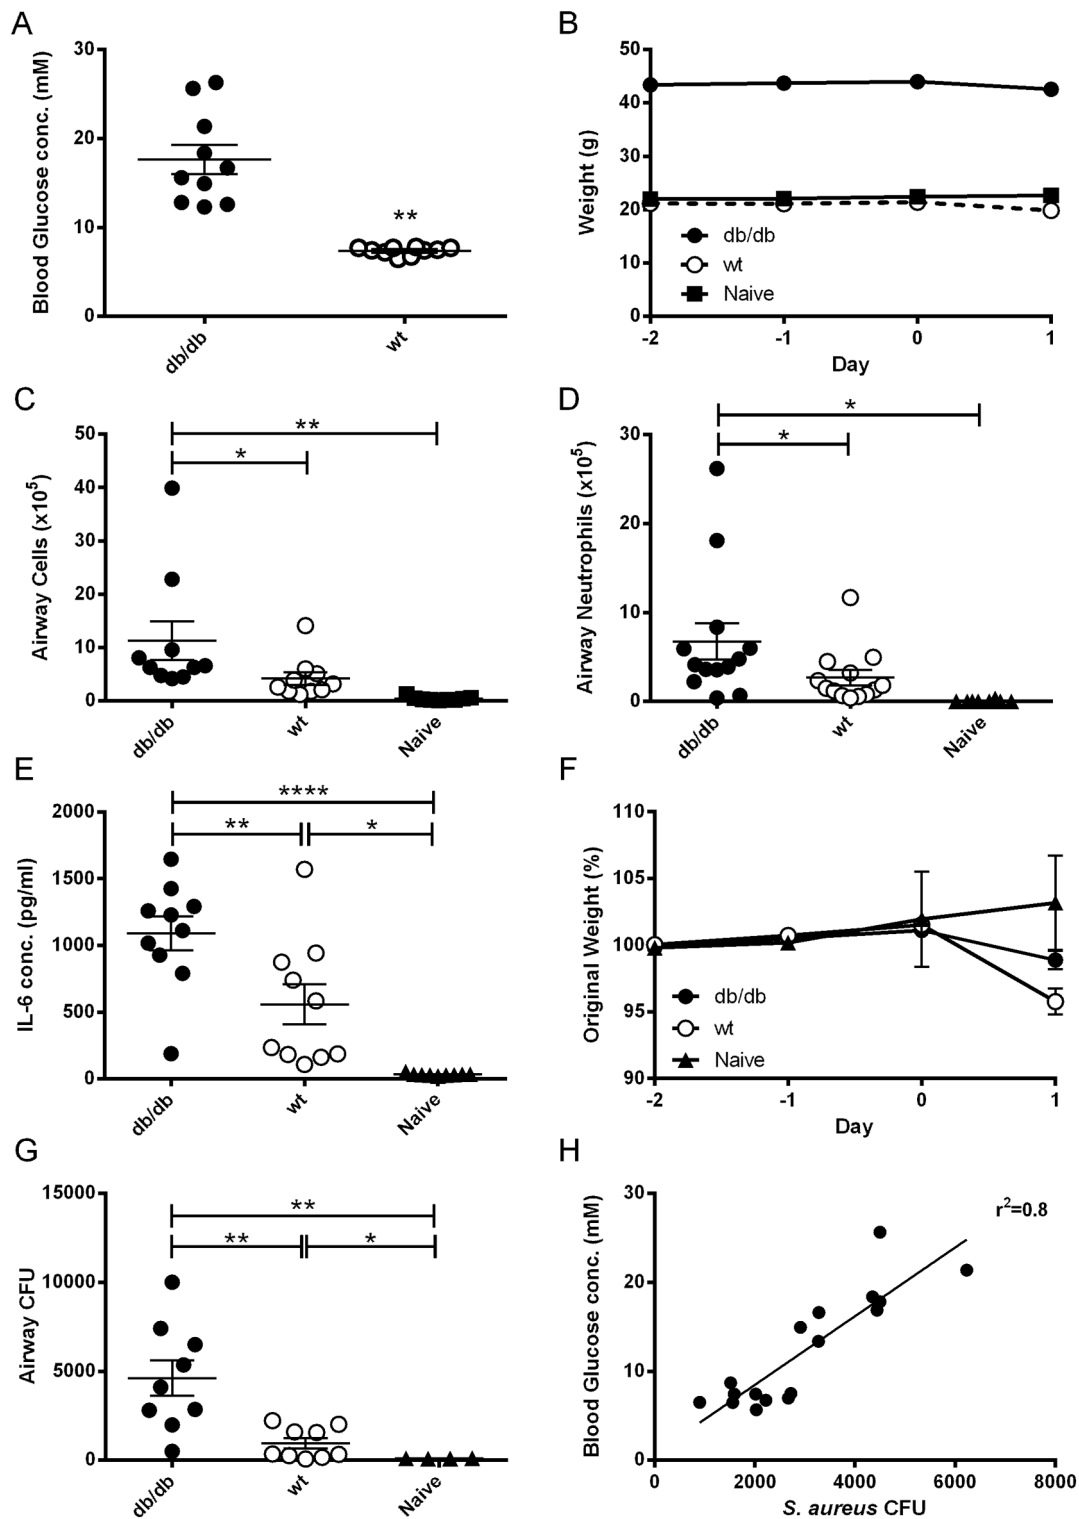 A
Blood Glucose conc. (mM)
30
20
10
0
**
db/db
wt
B
Weight (g)
50
40
30
20
10
0
db/db
wt
Naive
-2
-1
0
1
Day
C
Airway Cells (x10⁵)
50
40
30
20
10
0
**
*
db/db
wt
Naive
D
Airway Neutrophils (x10⁵)
30
20
10
0
*
*
db/db
wt
Naive
E
IL-6 conc. (pg/ml)
2000
1500
1000
500
0
****
**
*
db/db
wt
Naive
F
Original Weight (%)
110
105
100
95
90
db/db
wt
Naive
-2
-1
0
1
Day
G
Airway CFU
15000
10000
5000
0
**
**
*
db/db
wt
Naive
H
Blood Glucose conc. (mM)
30
20
10
0
r²=0.8
0
2000
4000
6000
8000
S. aureus CFU